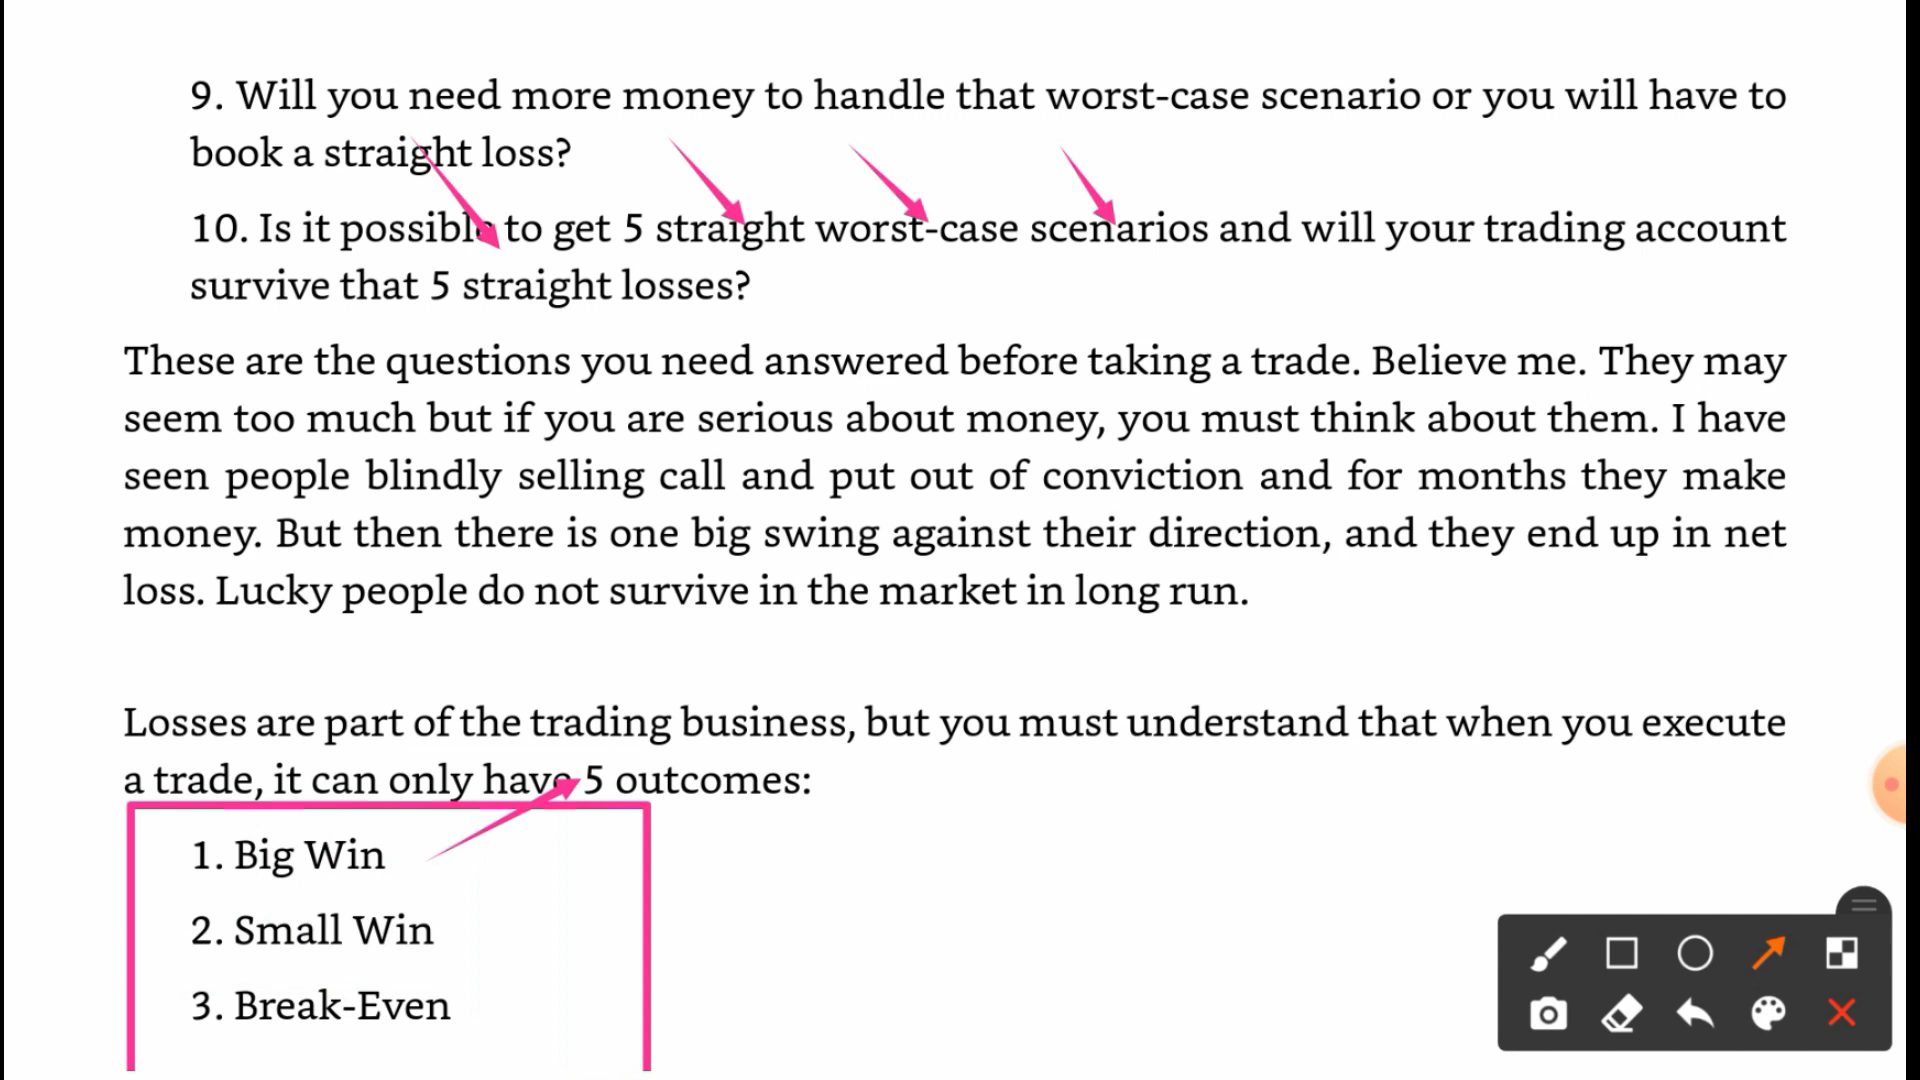 9. Will you need more money to handle that worst-case scenario or you will have to
book a straight loss?
10. Is it possible to get 5 straight worst-case scenarios and will your trading account
survive that 5 straight losses?
These are the questions you need answered before taking a trade. Believe me. They may
seem too much but if you are serious about money, you must think about them. I have
seen people blindly selling call and put out of conviction and for months they make
money. But then there is one big swing against their direction, and they end up in net
loss. Lucky people do not survive in the market in long run.
Losses are part of the trading business, but you must understand that when you execute
a trade, it can only have 5 outcomes:
1. Big Win
2. Small Win
3. Break-Even